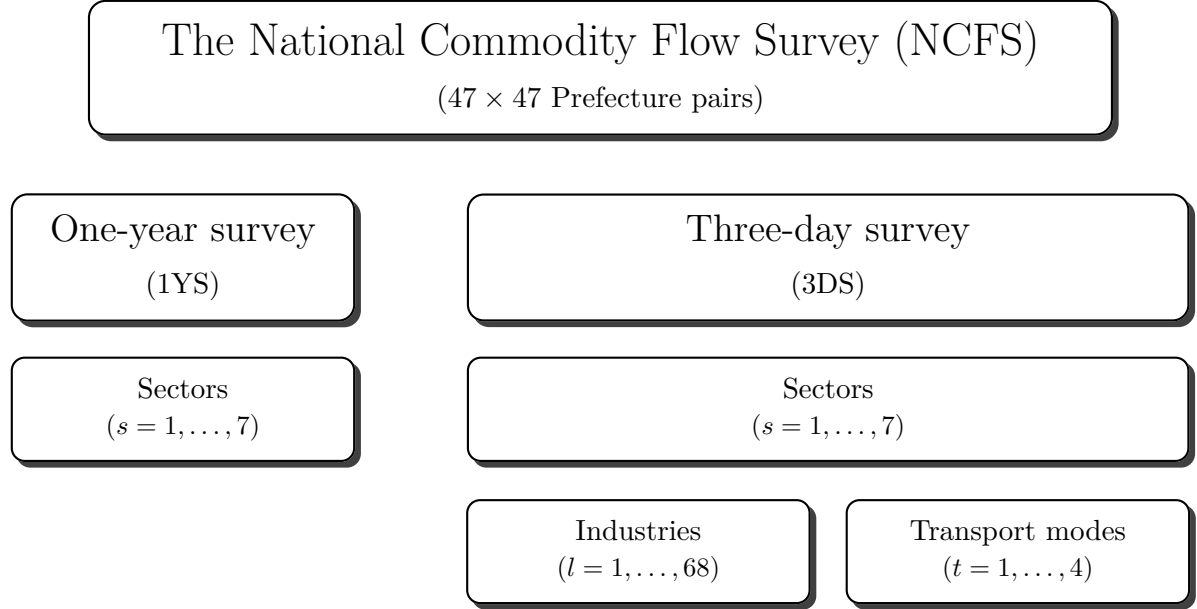 The National Commodity Flow Survey (NCFS)
(47 × 47 Prefecture pairs)
One-year survey
(1YS)
Three-day survey
(3DS)
Sectors
(s = 1, . . . , 7)
Sectors
(s = 1, . . . , 7)
Industries
(l = 1, . . . , 68)
Transport modes
(t = 1, . . . , 4)